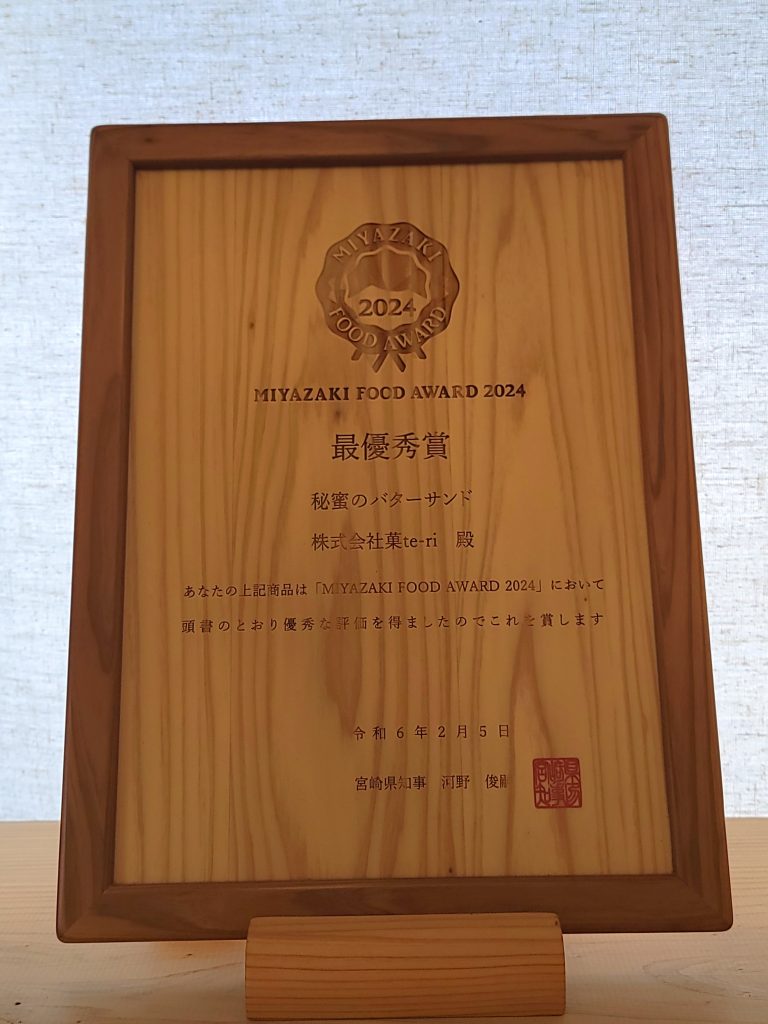 MIYAZAKI
2024
FOOD AWARD
MIYAZAKI FOOD AWARD 2024
最優秀賞
秘蜜のバターサンド
株式会社菓te-ri 殿
あなたの上記商品は「MIYAZAKI FOOD AWARD 2024」において
頭書のとおり優秀な評価を得ましたのでこれを賞します
令和6年2月5日
宮崎県知事 河野 俊嗣